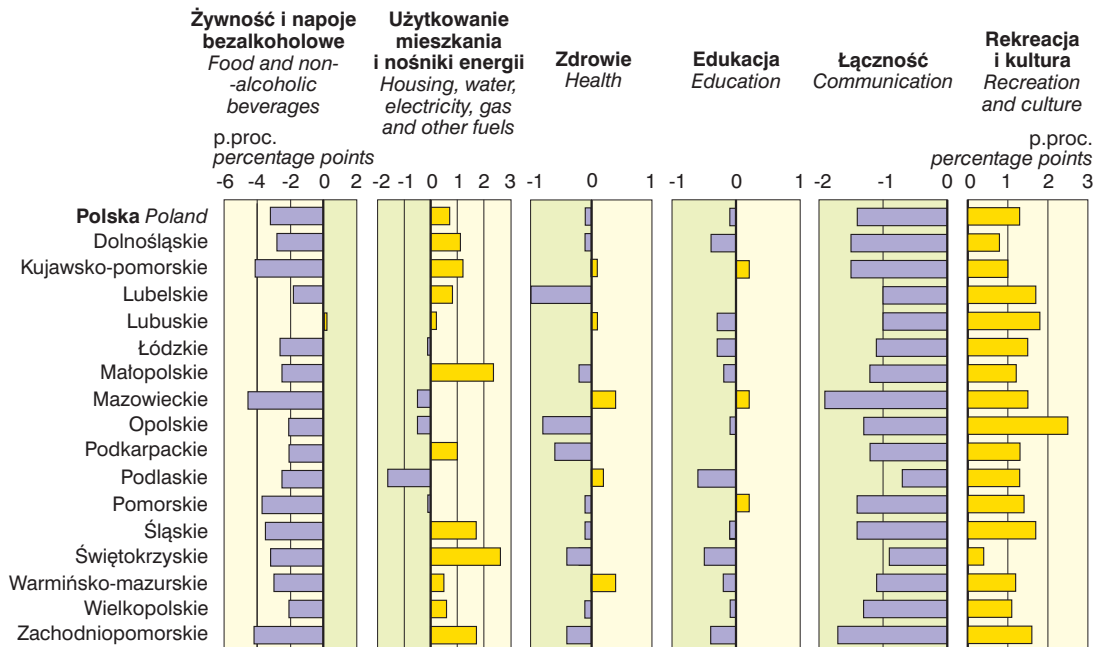 Żywność i napoje
bezalkoholowe
Food and non-
-alcoholic
beverages
Użytkowanie
mieszkania
i nośniki energii
Housing, water,
electricity, gas
and other fuels
Zdrowie
Health
Edukacja
Education
Łączność
Communication
Rekreacja
i kultura
Recreation
and culture
p.proc.
percentage points
p.proc.
percentage points
-6 -4 -2 0 2
-2 -1 0 1 2 3
-1 0 1
-1 0 1
-2 -1 0
0 1 2 3
Polska Poland
Dolnośląskie
Kujawsko-pomorskie
Lubelskie
Lubuskie
Łódzkie
Małopolskie
Mazowieckie
Opolskie
Podkarpackie
Podlaskie
Pomorskie
Śląskie
Świętokrzyskie
Warmińsko-mazurskie
Wielkopolskie
Zachodniopomorskie